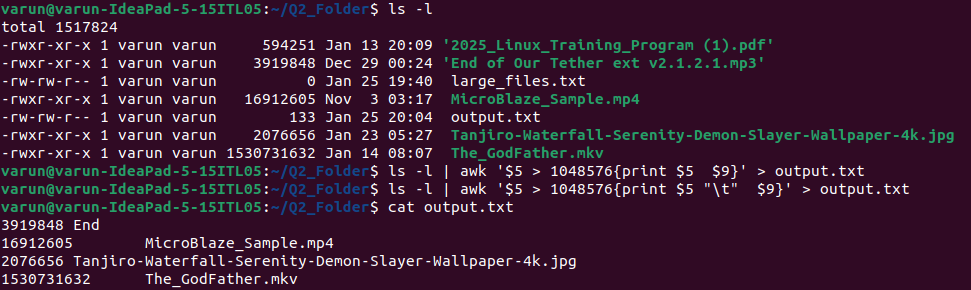 varun@varun-IdeaPad-5-15ITL05:~/Q2_Folder$ ls -l
total 1517824
-rwxr-xr-x 1 varun varun     594251 Jan 13 20:09 '2025_Linux_Training_Program (1).pdf'
-rwxr-xr-x 1 varun varun    3919848 Dec 29 00:24 'End of Our Tether ext v2.1.2.1.mp3'
-rw-rw-r-- 1 varun varun          0 Jan 25 19:40  large_files.txt
-rwxr-xr-x 1 varun varun   16912605 Nov  3 03:17  MicroBlaze_Sample.mp4
-rw-rw-r-- 1 varun varun        133 Jan 25 20:04  output.txt
-rwxr-xr-x 1 varun varun    2076656 Jan 23 05:27  Tanjiro-Waterfall-Serenity-Demon-Slayer-Wallpaper-4k.jpg
-rwxr-xr-x 1 varun varun 1530731632 Jan 14 08:07  The_GodFather.mkv
varun@varun-IdeaPad-5-15ITL05:~/Q2_Folder$ ls -l | awk '$5 > 1048576{print $5  $9}' > output.txt
varun@varun-IdeaPad-5-15ITL05:~/Q2_Folder$ ls -l | awk '$5 > 1048576{print $5 "\t"  $9}' > output.txt
varun@varun-IdeaPad-5-15ITL05:~/Q2_Folder$ cat output.txt
3919848 End
16912605        MicroBlaze_Sample.mp4
2076656 Tanjiro-Waterfall-Serenity-Demon-Slayer-Wallpaper-4k.jpg
1530731632      The_GodFather.mkv